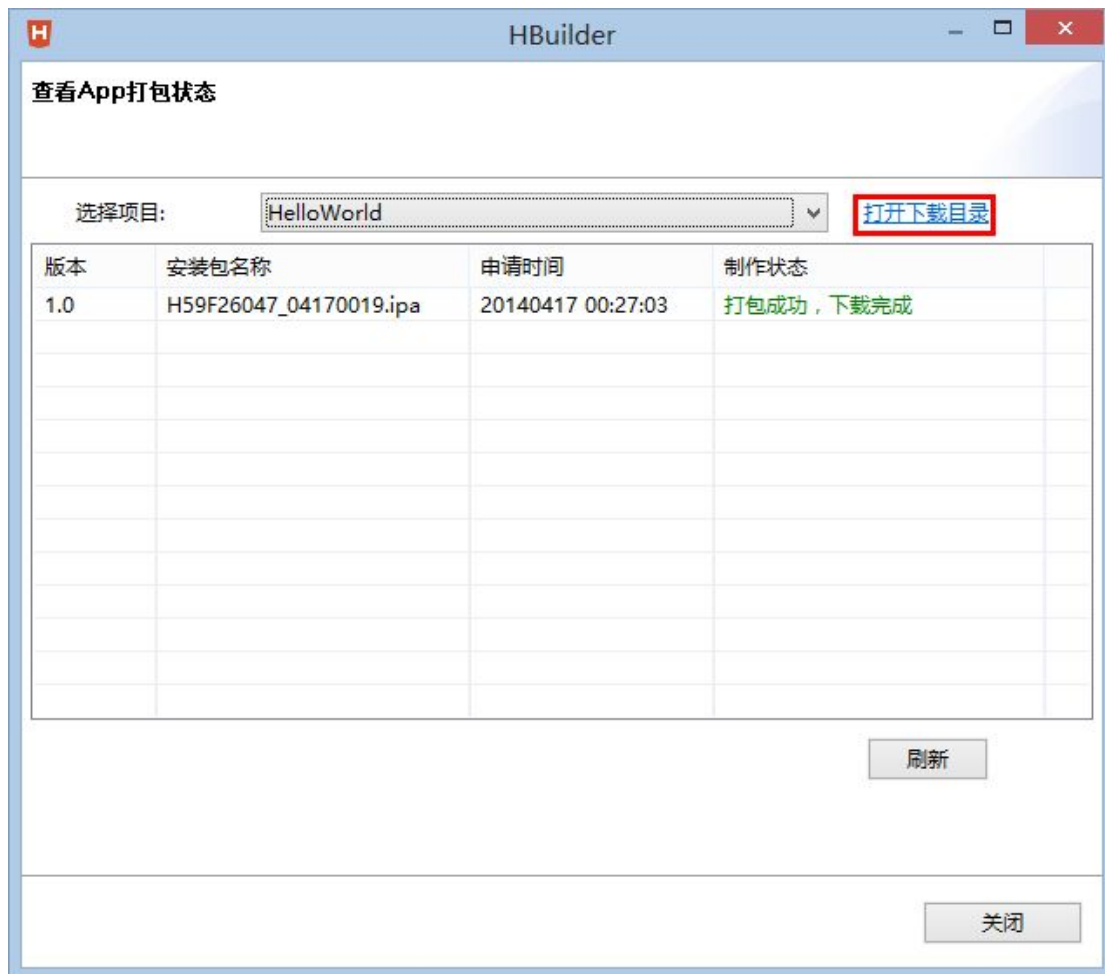 HBuilder
查看App打包状态
选择项目: HelloWorld 打开下载目录
版本 安装包名称 申请时间 制作状态
1.0 H59F26047_04170019.ipa 20140417 00:27:03 打包成功，下载完成
刷新
关闭